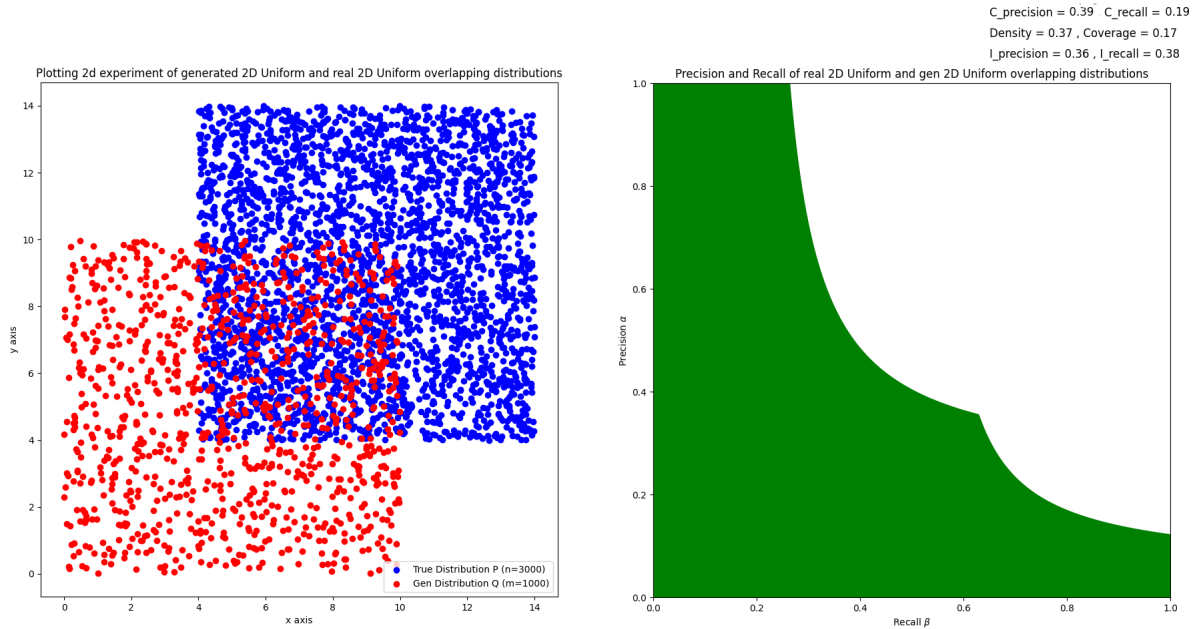 C_precision = 0.39 C_recall = 0.19
Density = 0.37 , Coverage = 0.17
I_precision = 0.36 , I_recall = 0.38
Plotting 2d experiment of generated 2D Uniform and real 2D Uniform overlapping distributions
14
12
10
8
6
4
2
0
y axis
0 2 4 6 8 10 12 14
x axis
True Distribution P (n=3000)
Gen Distribution Q (m=1000)
Precision and Recall of real 2D Uniform and gen 2D Uniform overlapping distributions
1.0
0.8
0.6
0.4
0.2
0.0
Precision α
0.0 0.2 0.4 0.6 0.8 1.0
Recall β